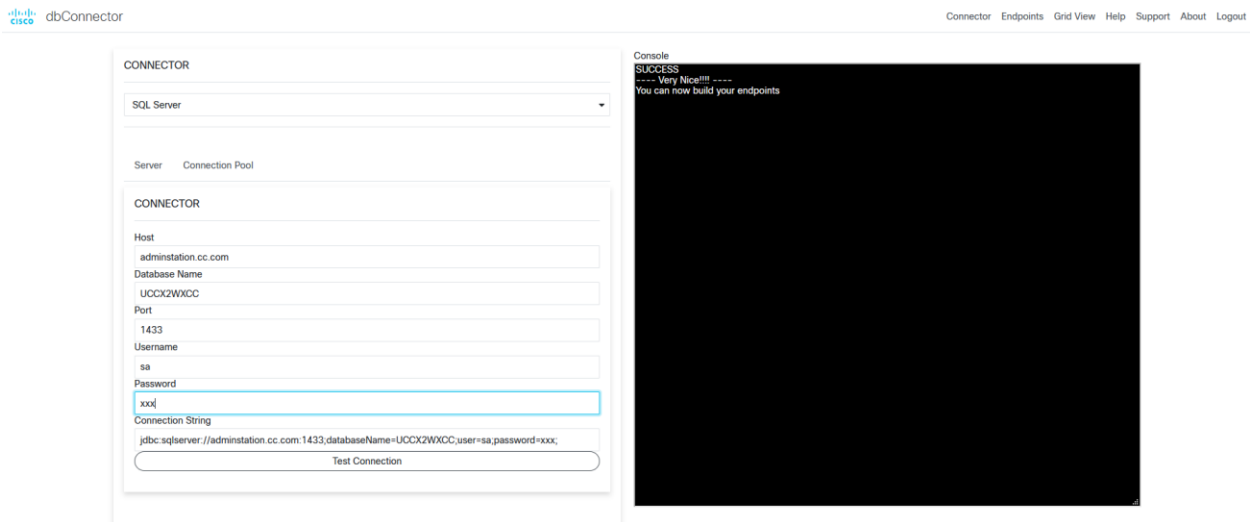 cisco dbConnector
Connector Endpoints Grid View Help Support About Logout
CONNECTOR
SQL Server
Server Connection Pool
CONNECTOR
Host
adminstation.cc.com
Database Name
UCCX2WXCC
Port
1433
Username
sa
Password
xxx
Connection String
jdbc:sqlserver://adminstation.cc.com:1433;databaseName=UCCX2WXCC;user=sa;password=xxx;
Test Connection
Console
SUCCESS
---- Very Nice!!!! ----
You can now build your endpoints